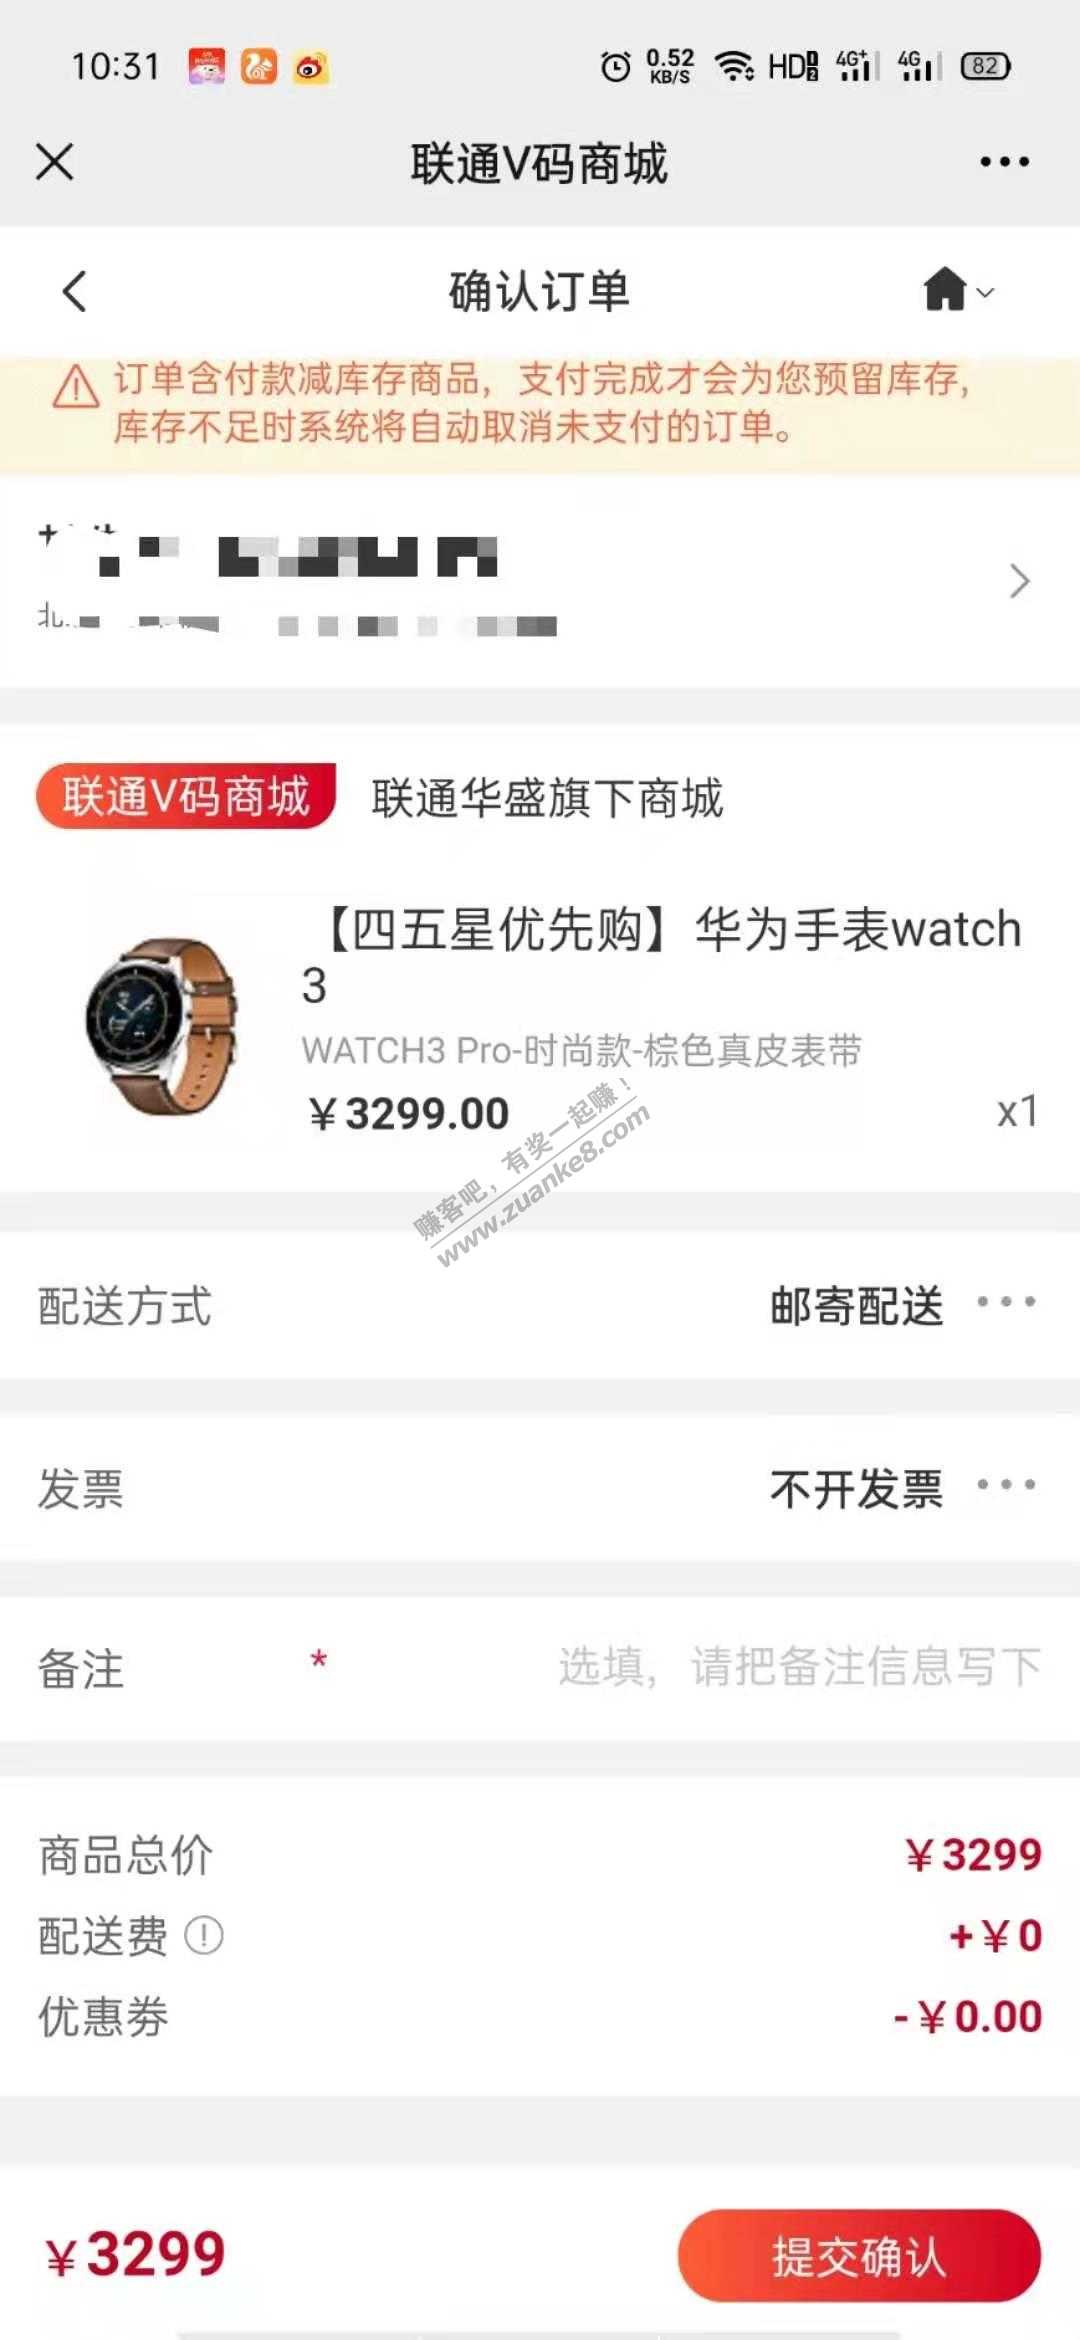 10:31
0.52
KB/S
HD
4G+
4G
82
联通V码商城
确认订单
订单含付款减库存商品，支付完成才会为您预留库存，
库存不足时系统将自动取消未支付的订单。
北
联通V码商城 联通华盛旗下商城
【四五星优先购】华为手表watch
3
WATCH3 Pro-时尚款-棕色真皮表带
￥3299.00 x1
赚客吧，有奖一起赚！
www.zuanke8.com
配送方式 邮寄配送
发票 不开发票
备注 * 选填，请把备注信息写下
商品总价 ￥3299
配送费 +￥0
优惠券 -￥0.00
￥3299 提交确认